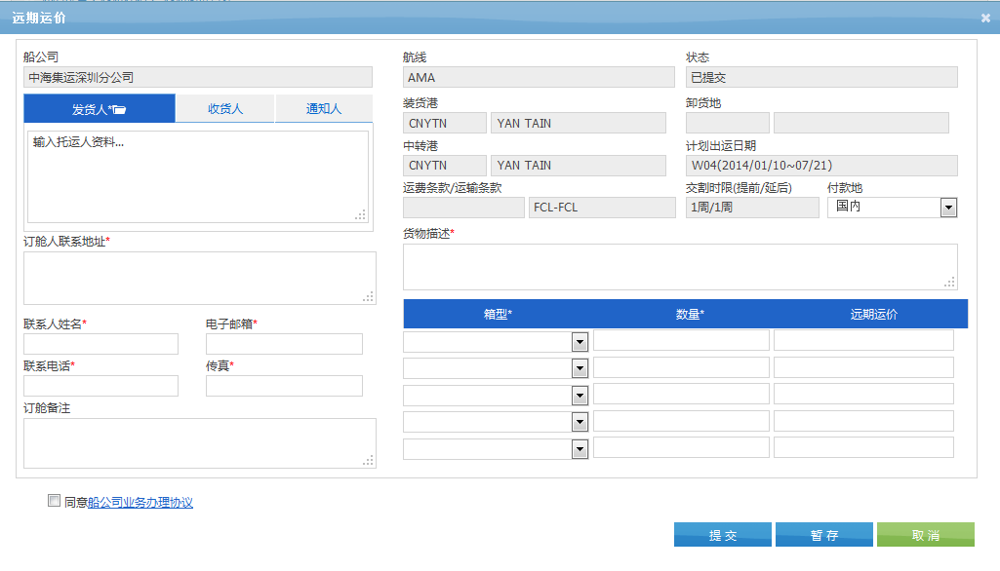 远期运价
船公司
中海集运深圳分公司
发货人* 收货人 通知人
输入托运人资料...
订舱人联系地址*
联系人姓名* 电子邮箱*
联系电话* 传真*
订舱备注
航线 状态
AMA 已提交
装货港 卸货地
CNYTN YAN TAIN
中转港 计划出运日期
CNYTN YAN TAIN W04(2014/01/10~07/21)
运费条款/运输条款 交割时限(提前/延后) 付款地
FCL-FCL 1周/1周 国内
货物描述*
箱型* 数量* 远期运价
同意船公司业务办理协议
提 交 暂 存 取 消